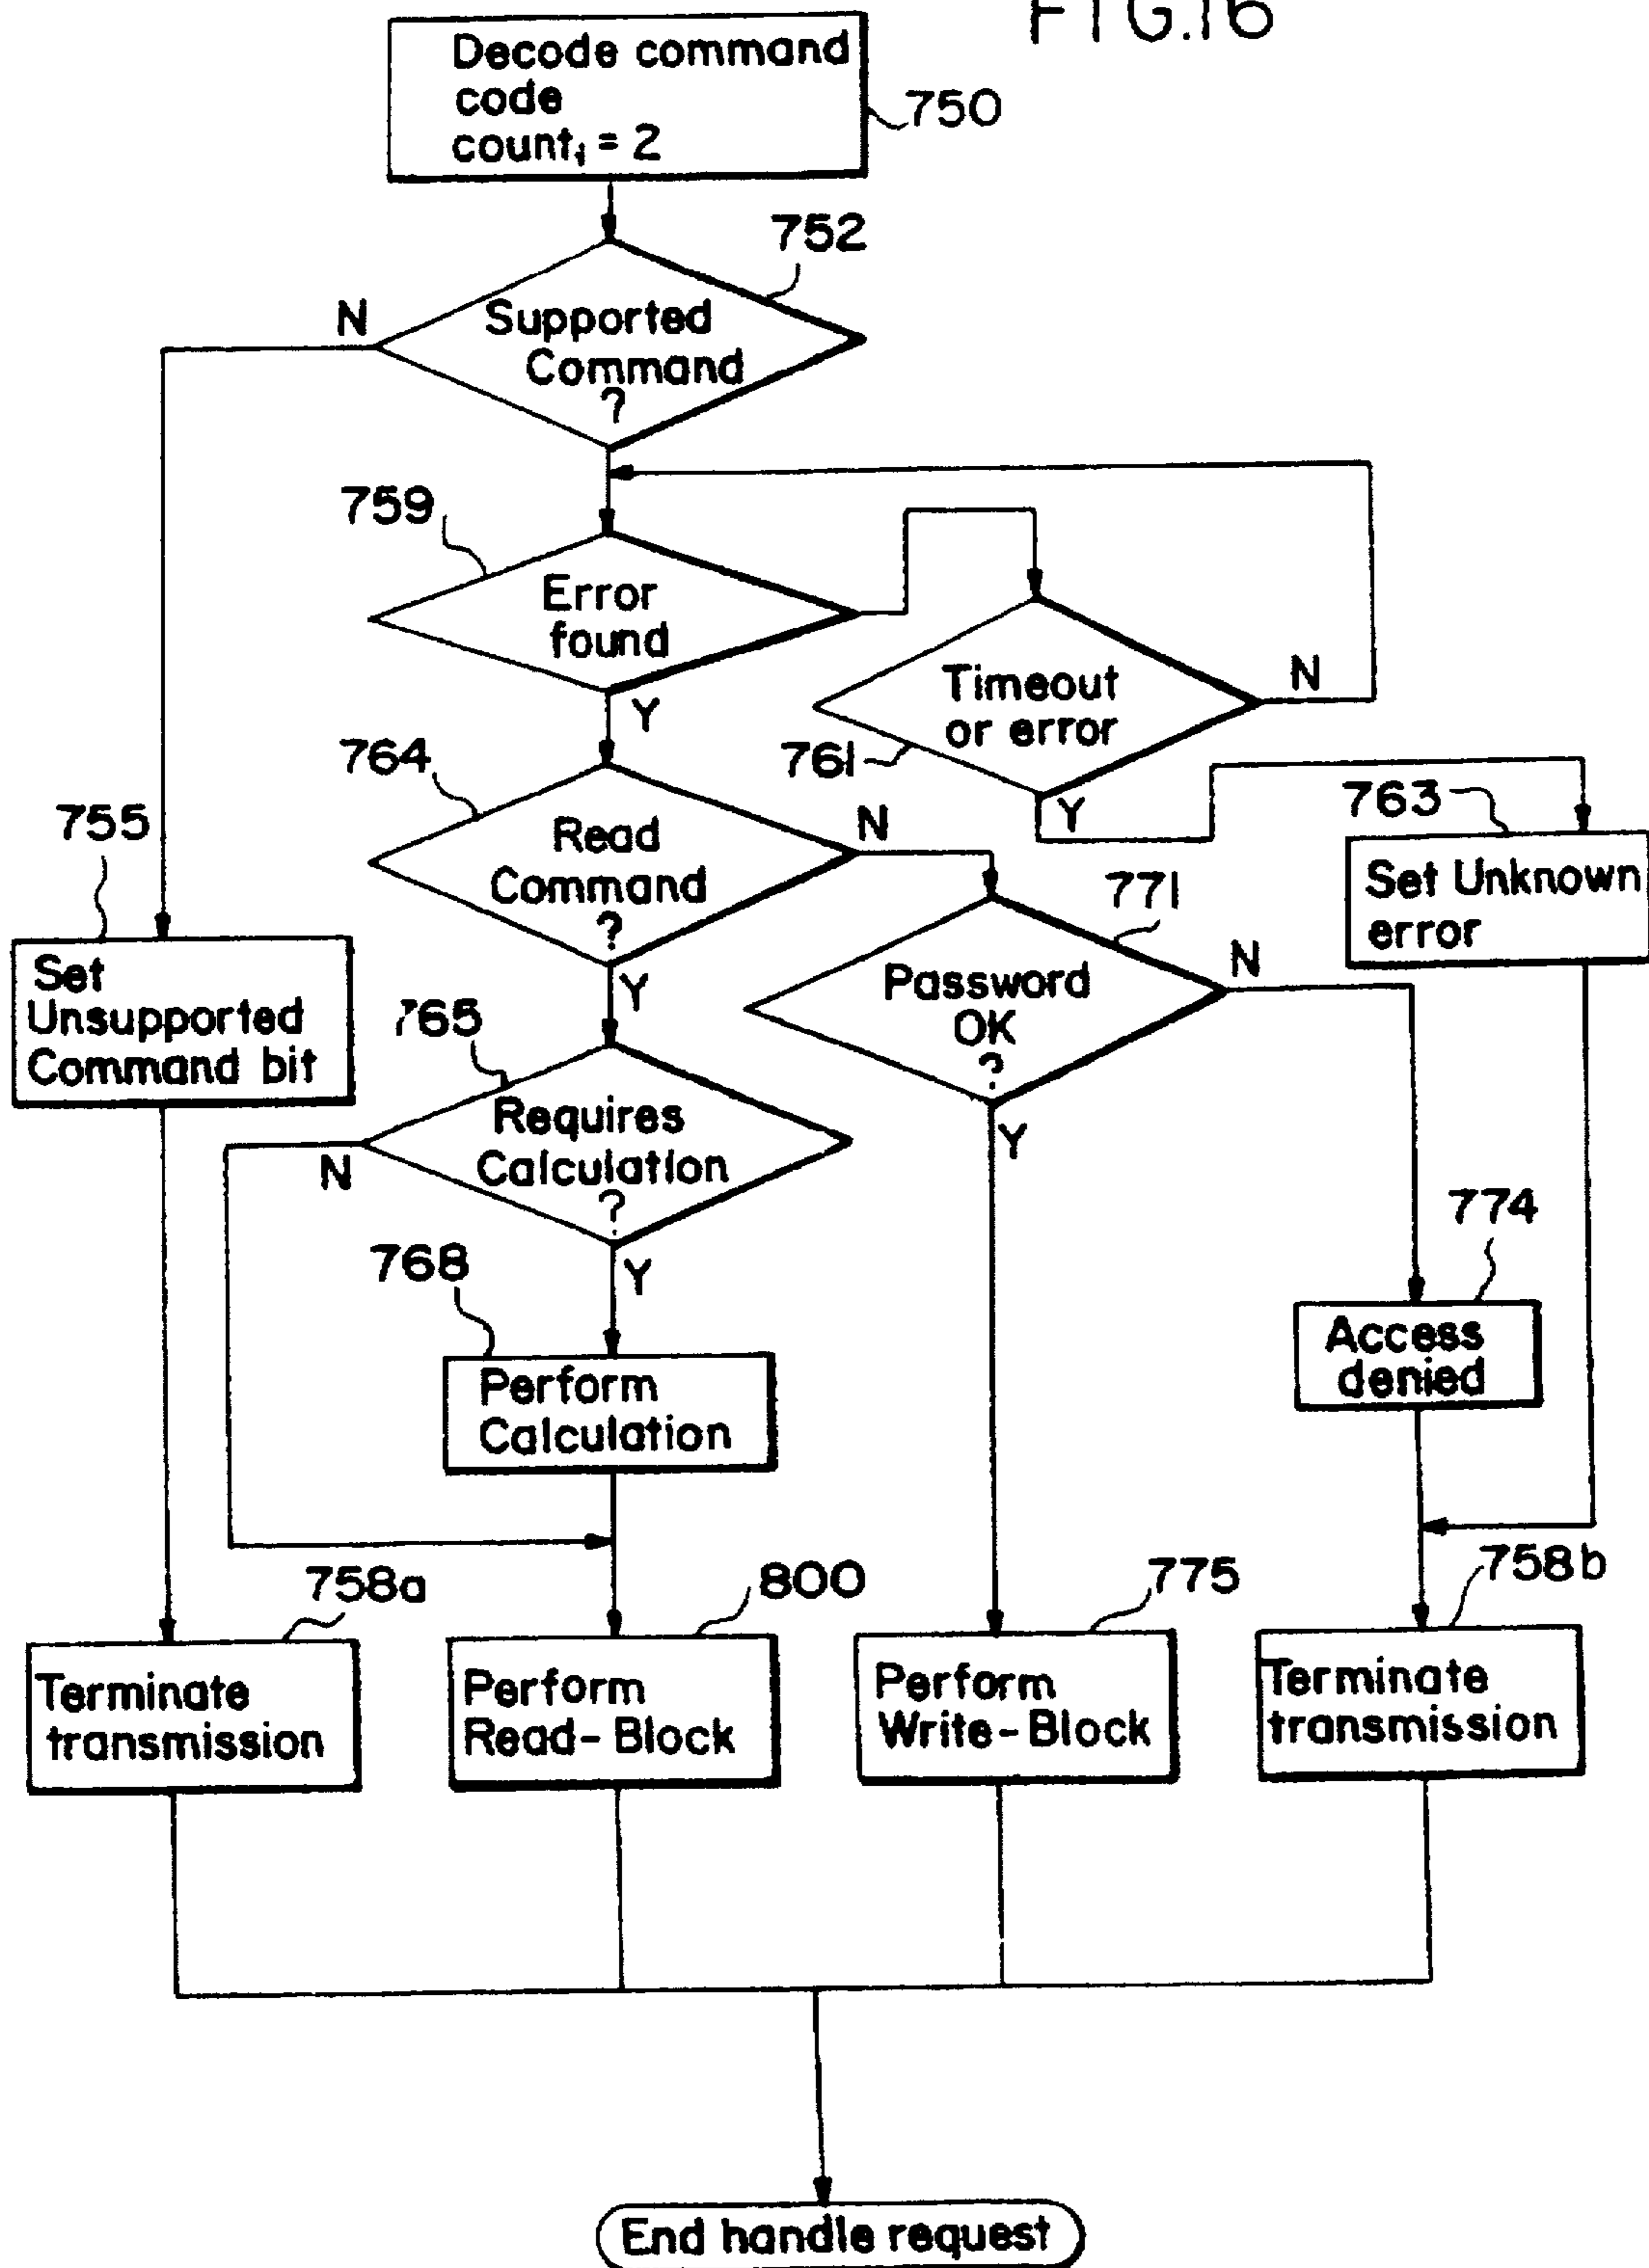 FIG.16
Decode command
code
count₁ = 2
750
752
N
Supported
Command
?
759
Error
found
Y
Timeout
or error
N
761
Y
764
Read
Command
?
N
Y
763
Set Unknown
error
755
Set
Unsupported
Command bit
771
Password
OK
?
N
Y
765
Requires
Calculation
?
N
Y
768
Perform
Calculation
774
Access
denied
758a
Terminate
transmission
800
Perform
Read-Block
775
Perform
Write-Block
758b
Terminate
transmission
End handle request